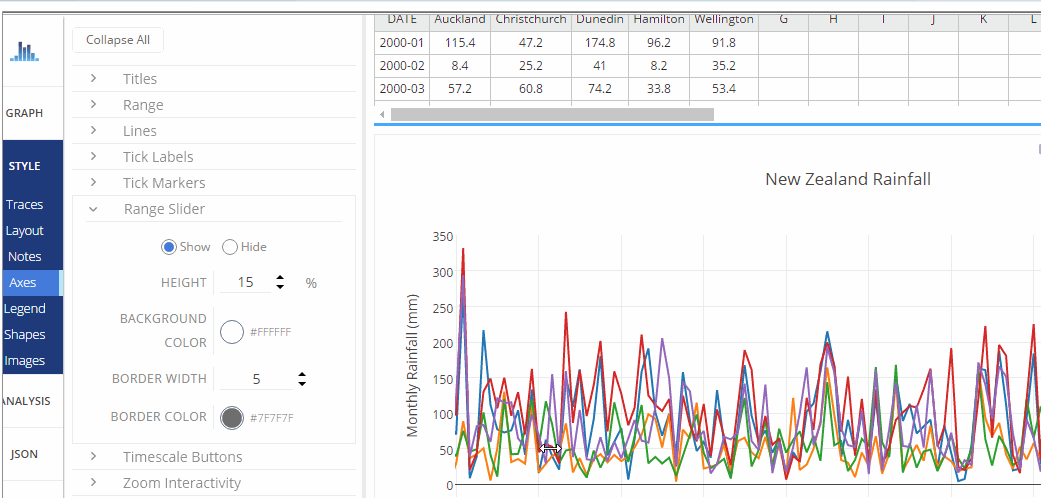 Collapse All
GRAPH
STYLE
Traces
Layout
Notes
Axes
Legend
Shapes
Images
ANALYSIS
JSON
Titles
Range
Lines
Tick Labels
Tick Markers
Range Slider
Show Hide
HEIGHT 15 %
BACKGROUND
COLOR #FFFFFF
BORDER WIDTH 5
BORDER COLOR #7F7F7F
Timescale Buttons
Zoom Interactivity
DATE Auckland Christchurch Dunedin Hamilton Wellington G H I J K L
2000-01 115.4 47.2 174.8 96.2 91.8
2000-02 8.4 25.2 41 8.2 35.2
2000-03 57.2 60.8 74.2 33.8 53.4
New Zealand Rainfall
Monthly Rainfall (mm)
350
300
250
200
150
100
50
0